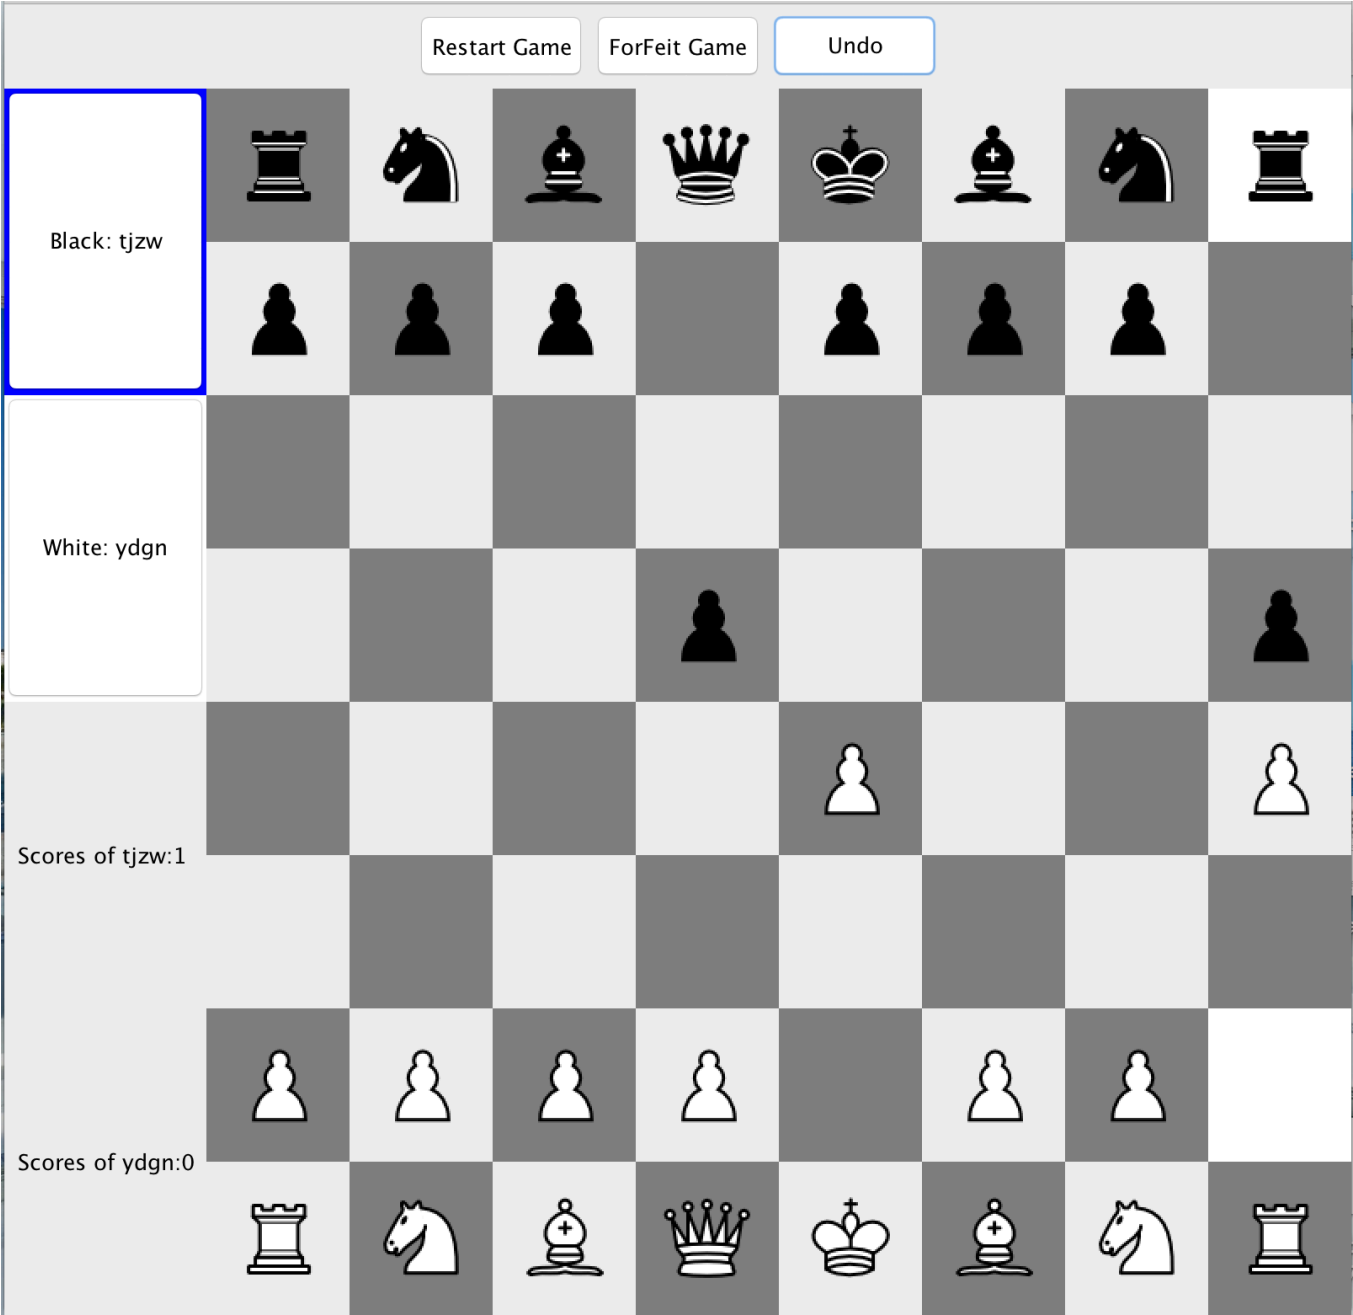 Restart Game
ForFeit Game
Undo
Black: tjzw
White: ydgn
Scores of tjzw:1
Scores of ydgn:0